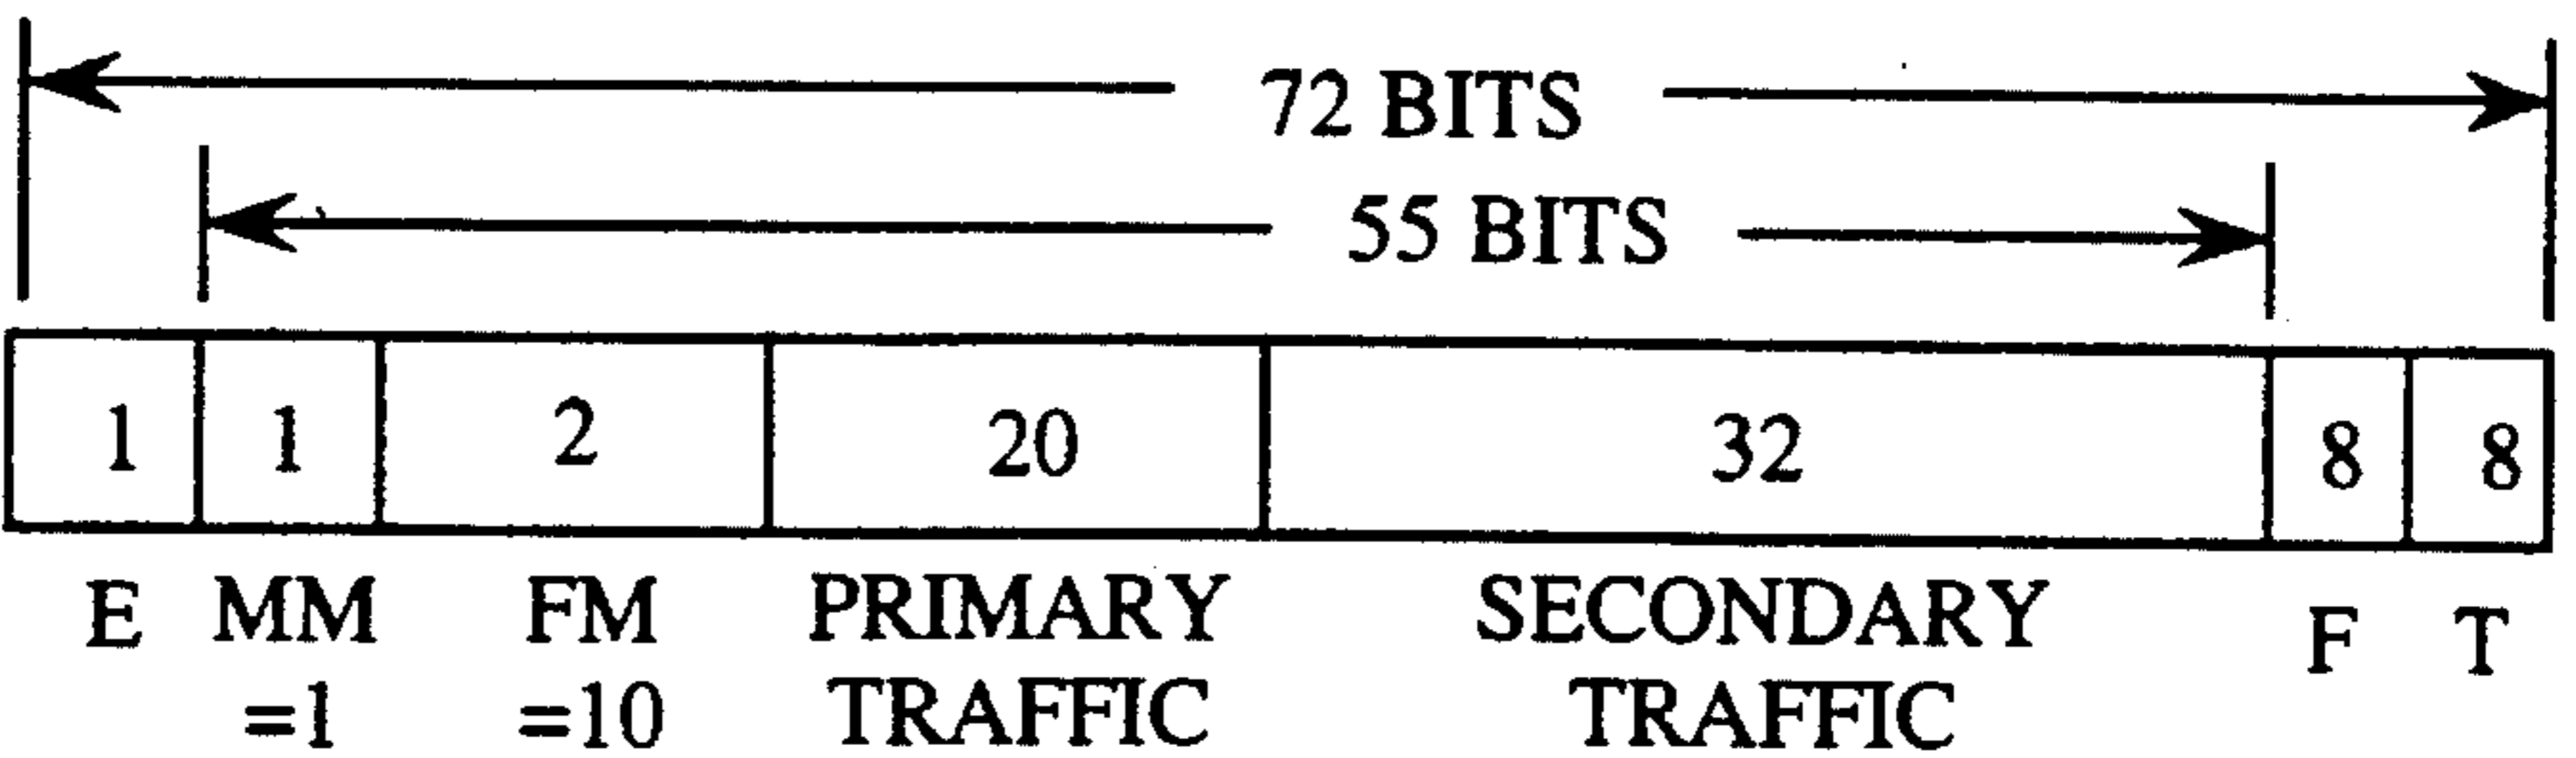 72 BITS
55 BITS
1 1 2 20 32 8 8
E MM FM PRIMARY SECONDARY F T
=1 =10 TRAFFIC TRAFFIC